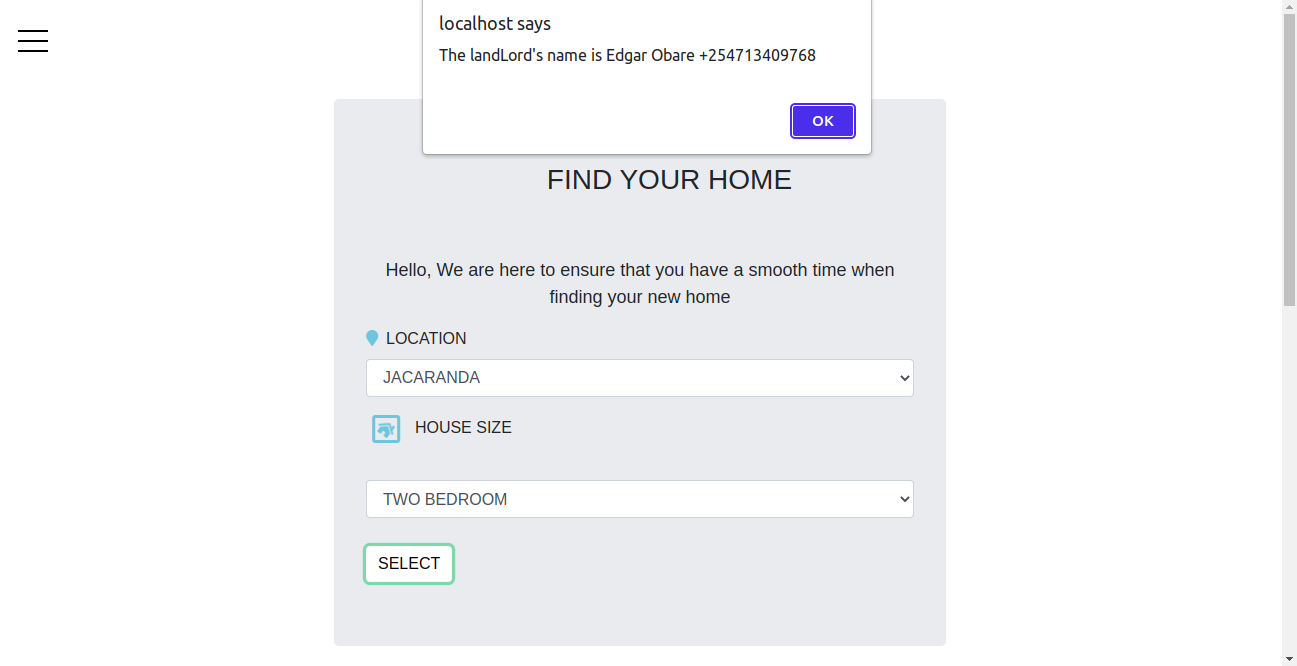 localhost says
The landLord's name is Edgar Obare +254713409768
OK
FIND YOUR HOME
Hello, We are here to ensure that you have a smooth time when
finding your new home
LOCATION
JACARANDA
HOUSE SIZE
TWO BEDROOM
SELECT